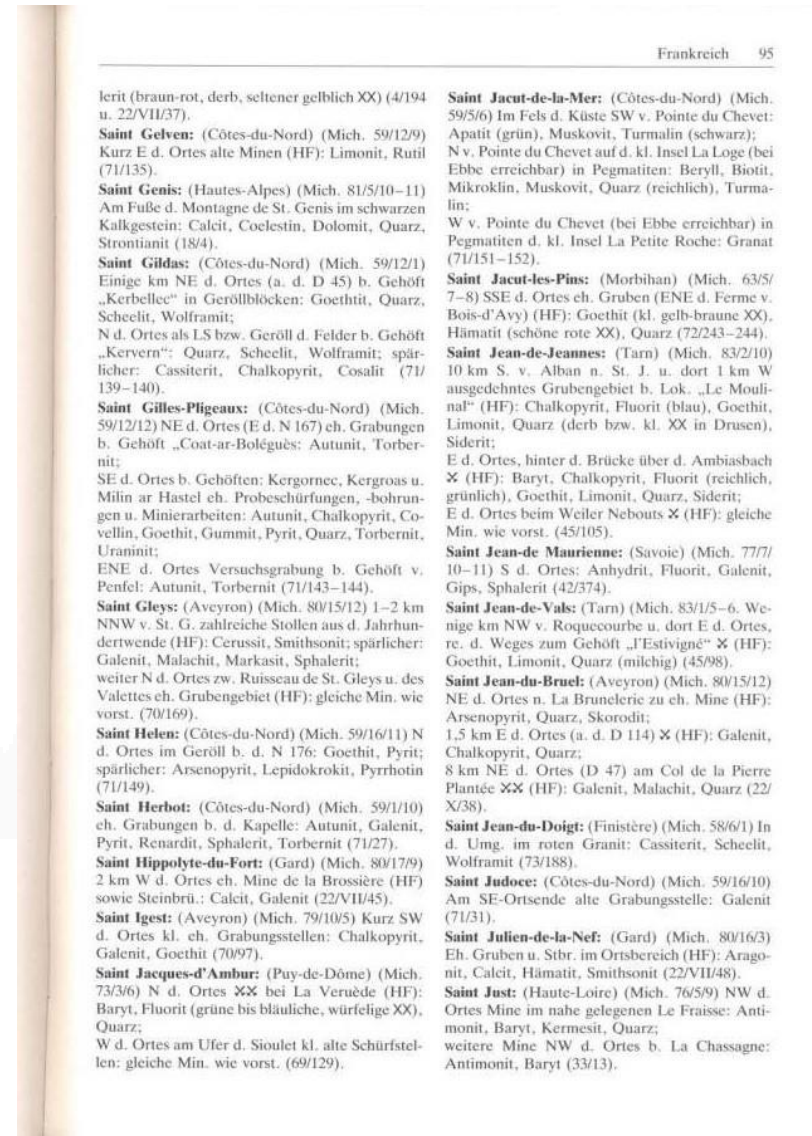 Frankreich 95
lerit (braun-rot, derb, seltener gelblich XX) (4/194
u. 22/VII/37).
Saint Gelven: (Côtes-du-Nord) (Mich. 59/12/9)
Kurz E d. Ortes alte Minen (HF): Limonit, Rutil
(71/135).
Saint Genis: (Hautes-Alpes) (Mich. 81/5/10–11)
Am Fuße d. Montagne de St. Genis im schwarzen
Kalkgestein: Calcit, Coelestin, Dolomit, Quarz,
Strontianit (18/4).
Saint Gildas: (Côtes-du-Nord) (Mich. 59/12/1)
Einige km NE d. Ortes (a. d. D 45) b. Gehöft
„Kerbellec“ in Geröllblöcken: Goethtit, Quarz,
Scheelit, Wolframit;
N d. Ortes als LS bzw. Geröll d. Felder b. Gehöft
„Kervern“: Quarz, Scheelit, Wolframit; spär-
licher: Cassiterit, Chalkopyrit, Cosalit (71/
139–140).
Saint Gilles-Pligeaux: (Côtes-du-Nord) (Mich.
59/12/12) NE d. Ortes (E d. N 167) eh. Grabungen
b. Gehöft „Coat-ar-Boléguès: Autunit, Torber-
nit;
SE d. Ortes b. Gehöften: Kergornec, Kergroas u.
Milin ar Hastel eh. Probeschürfungen, -bohrun-
gen u. Minierarbeiten: Autunit, Chalkopyrit, Co-
vellin, Goethit, Gummit, Pyrit, Quarz, Torbernit,
Uraninit;
ENE d. Ortes Versuchsgrabung b. Gehöft v.
Penfel: Autunit, Torbernit (71/143–144).
Saint Gleys: (Aveyron) (Mich. 80/15/12) 1–2 km
NNW v. St. G. zahlreiche Stollen aus d. Jahrhun-
dertwende (HF): Cerussit, Smithsonit; spärlicher:
Galenit, Malachit, Markasit, Sphalerit;
weiter N d. Ortes zw. Ruisseau de St. Gleys u. des
Valettes eh. Grubengebiet (HF): gleiche Min. wie
vorst. (70/169).
Saint Helen: (Côtes-du-Nord) (Mich. 59/16/11) N
d. Ortes im Geröll b. d. N 176: Goethit, Pyrit;
spärlicher: Arsenopyrit, Lepidokrokit, Pyrrhotin
(71/149).
Saint Herbot: (Côtes-du-Nord) (Mich. 59/1/10)
eh. Grabungen b. d. Kapelle: Autunit, Galenit,
Pyrit, Renardit, Sphalerit, Torbernit (71/27).
Saint Hippolyte-du-Fort: (Gard) (Mich. 80/17/9)
2 km W d. Ortes eh. Mine de la Brossière (HF)
sowie Steinbrü.: Calcit, Galenit (22/VII/45).
Saint Igest: (Aveyron) (Mich. 79/10/5) Kurz SW
d. Ortes kl. eh. Grabungsstellen: Chalkopyrit,
Galenit, Goethit (70/97).
Saint Jacques-d’Ambur: (Puy-de-Dôme) (Mich.
73/3/6) N d. Ortes ⚒⚒ bei La Veruède (HF):
Baryt, Fluorit (grüne bis bläuliche, würfelige XX),
Quarz;
W d. Ortes am Ufer d. Sioulet kl. alte Schürfstel-
len: gleiche Min. wie vorst. (69/129).
Saint Jacut-de-la-Mer: (Côtes-du-Nord) (Mich.
59/5/6) Im Fels d. Küste SW v. Pointe du Chevet:
Apatit (grün), Muskovit, Turmalin (schwarz);
N v. Pointe du Chevet auf d. kl. Insel La Loge (bei
Ebbe erreichbar) in Pegmatiten: Beryll, Biotit,
Mikroklin, Muskovit, Quarz (reichlich), Turma-
lin;
W v. Pointe du Chevet (bei Ebbe erreichbar) in
Pegmatiten d. kl. Insel La Petite Roche: Granat
(71/151–152).
Saint Jacut-les-Pins: (Morbihan) (Mich. 63/5/
7–8) SSE d. Ortes eh. Gruben (ENE d. Ferme v.
Bois-d’Avy) (HF): Goethit (kl. gelb-braune XX),
Hämatit (schöne rote XX), Quarz (72/243–244).
Saint Jean-de-Jeannes: (Tarn) (Mich. 83/2/10)
10 km S. v. Alban n. St. J. u. dort 1 km W
ausgedehntes Grubengebiet b. Lok. „Le Mouli-
nal“ (HF): Chalkopyrit, Fluorit (blau), Goethit,
Limonit, Quarz (derb bzw. kl. XX in Drusen),
Siderit;
E d. Ortes, hinter d. Brücke über d. Ambiasbach
⚒ (HF): Baryt, Chalkopyrit, Fluorit (reichlich,
grünlich), Goethit, Limonit, Quarz, Siderit;
E d. Ortes beim Weiler Nebouts ⚒ (HF): gleiche
Min. wie vorst. (45/105).
Saint Jean-de Maurienne: (Savoie) (Mich. 77/7/
10–11) S d. Ortes: Anhydrit, Fluorit, Galenit,
Gips, Sphalerit (42/374).
Saint Jean-de-Vals: (Tarn) (Mich. 83/1/5–6. We-
nige km NW v. Roquecourbe u. dort E d. Ortes,
re. d. Weges zum Gehöft „l’Estivigné“ ⚒ (HF):
Goethit, Limonit, Quarz (milchig) (45/98).
Saint Jean-du-Bruel: (Aveyron) (Mich. 80/15/12)
NE d. Ortes n. La Brunelerie zu eh. Mine (HF):
Arsenopyrit, Quarz, Skorodit;
1,5 km E d. Ortes (a. d. D 114) ⚒ (HF): Galenit,
Chalkopyrit, Quarz;
8 km NE d. Ortes (D 47) am Col de la Pierre
Plantée ⚒⚒ (HF): Galenit, Malachit, Quarz (22/
X/38).
Saint Jean-du-Doigt: (Finistère) (Mich. 58/6/1) In
d. Umg. im roten Granit: Cassiterit, Scheelit,
Wolframit (73/188).
Saint Judoce: (Côtes-du-Nord) (Mich. 59/16/10)
Am SE-Ortsende alte Grabungsstelle: Galenit
(71/31).
Saint Julien-de-la-Nef: (Gard) (Mich. 80/16/3)
Eh. Gruben u. Stbr. im Ortsbereich (HF): Arago-
nit, Calcit, Hämatit, Smithsonit (22/VII/48).
Saint Just: (Haute-Loire) (Mich. 76/5/9) NW d.
Ortes Mine im nahe gelegenen Le Fraisse: Anti-
monit, Baryt, Kermesit, Quarz;
weitere Mine NW d. Ortes b. La Chassagne:
Antimonit, Baryt (33/13).